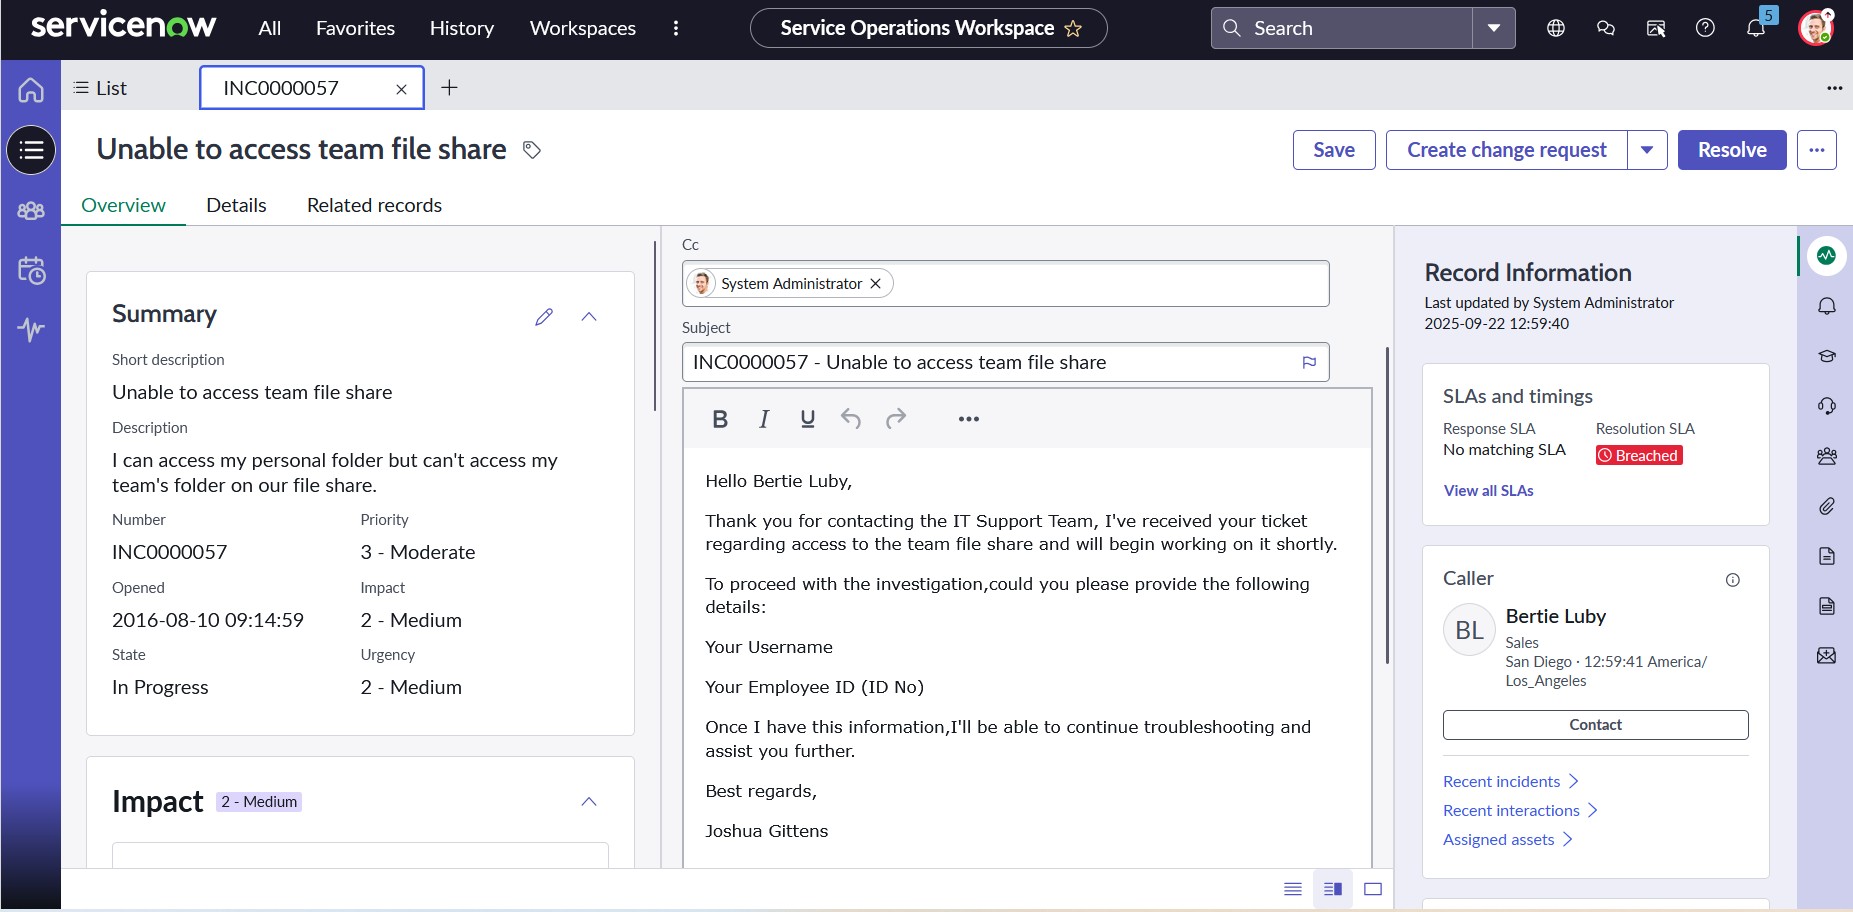 servicenow
All
Favorites
History
Workspaces
Service Operations Workspace
Search
5
List
INC0000057
Unable to access team file share
Save
Create change request
Resolve
Overview
Details
Related records
Summary
Short description
Unable to access team file share
Description
I can access my personal folder but can't access my
team's folder on our file share.
Number
Priority
INC0000057
3 - Moderate
Opened
Impact
2016-08-10 09:14:59
2 - Medium
State
Urgency
In Progress
2 - Medium
Impact
2 - Medium
Cc
System Administrator
Subject
INC0000057 - Unable to access team file share
B I U
Hello Bertie Luby,
Thank you for contacting the IT Support Team, I've received your ticket
regarding access to the team file share and will begin working on it shortly.
To proceed with the investigation,could you please provide the following
details:
Your Username
Your Employee ID (ID No)
Once I have this information,I'll be able to continue troubleshooting and
assist you further.
Best regards,
Joshua Gittens
Record Information
Last updated by System Administrator
2025-09-22 12:59:40
SLAs and timings
Response SLA
Resolution SLA
No matching SLA
Breached
View all SLAs
Caller
BL
Bertie Luby
Sales
San Diego · 12:59:41 America/
Los_Angeles
Contact
Recent incidents
Recent interactions
Assigned assets